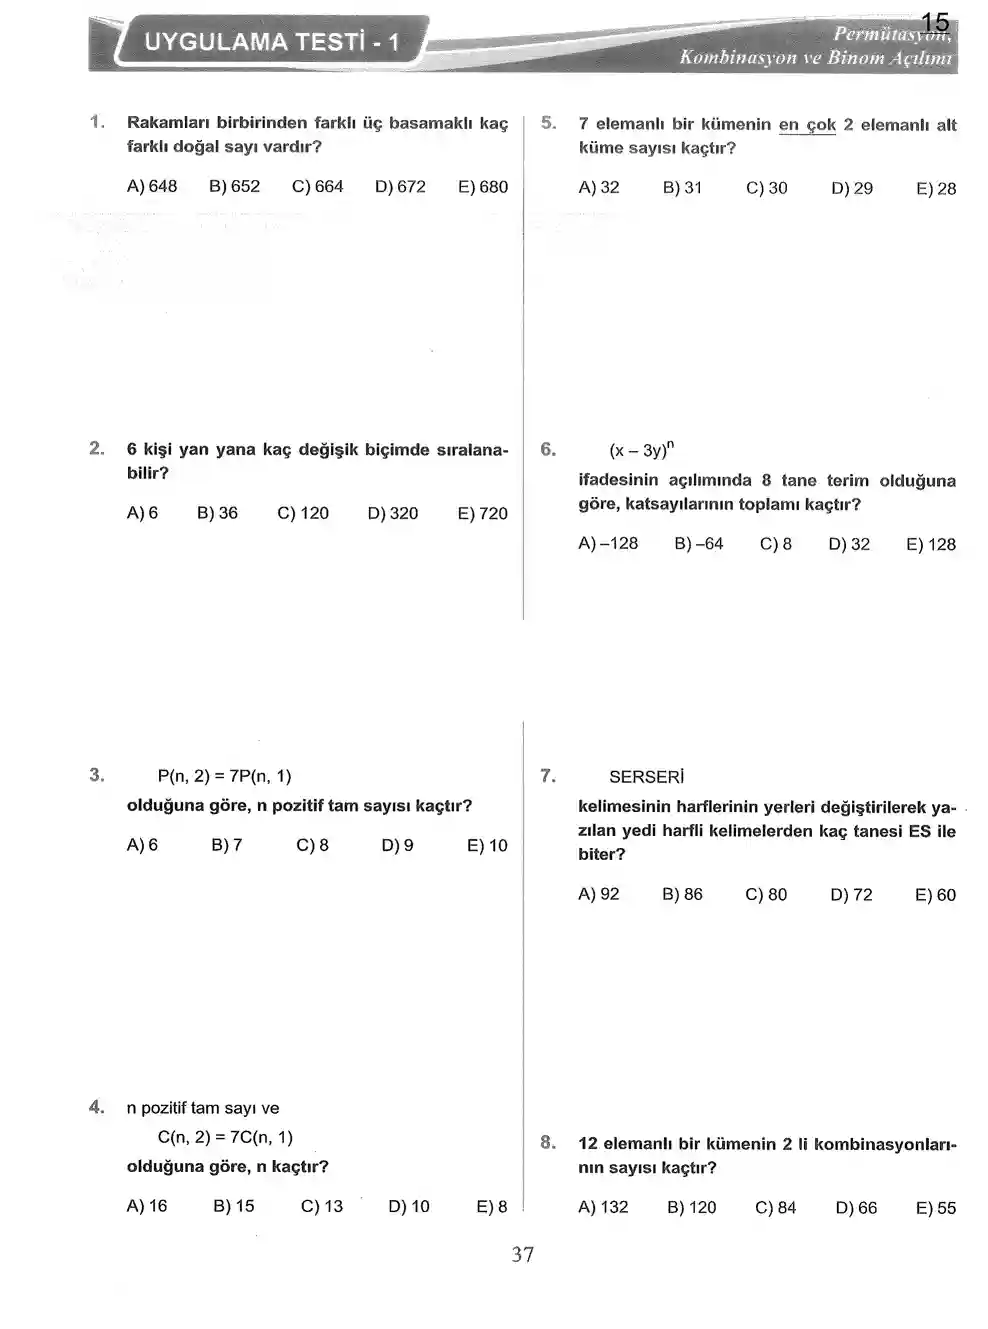 15
UYGULAMA TESTİ - 1
Permütasyon,
Kombinasyon ve Binom Açılımı
1. Rakamları birbirinden farklı üç basamaklı kaç
farklı doğal sayı vardır?
A) 648 B) 652 C) 664 D) 672 E) 680
2. 6 kişi yan yana kaç değişik biçimde sıralana-
bilir?
A) 6 B) 36 C) 120 D) 320 E) 720
3. P(n, 2) = 7P(n, 1)
olduğuna göre, n pozitif tam sayısı kaçtır?
A) 6 B) 7 C) 8 D) 9 E) 10
4. n pozitif tam sayı ve
C(n, 2) = 7C(n, 1)
olduğuna göre, n kaçtır?
A) 16 B) 15 C) 13 D) 10 E) 8
5. 7 elemanlı bir kümenin en çok 2 elemanlı alt
küme sayısı kaçtır?
A) 32 B) 31 C) 30 D) 29 E) 28
6. (x – 3y)ⁿ
ifadesinin açılımında 8 tane terim olduğuna
göre, katsayılarının toplamı kaçtır?
A) –128 B) –64 C) 8 D) 32 E) 128
7. SERSERİ
kelimesinin harflerinin yerleri değiştirilerek ya-
zılan yedi harfli kelimelerden kaç tanesi ES ile
biter?
A) 92 B) 86 C) 80 D) 72 E) 60
8. 12 elemanlı bir kümenin 2 li kombinasyonları-
nın sayısı kaçtır?
A) 132 B) 120 C) 84 D) 66 E) 55
37